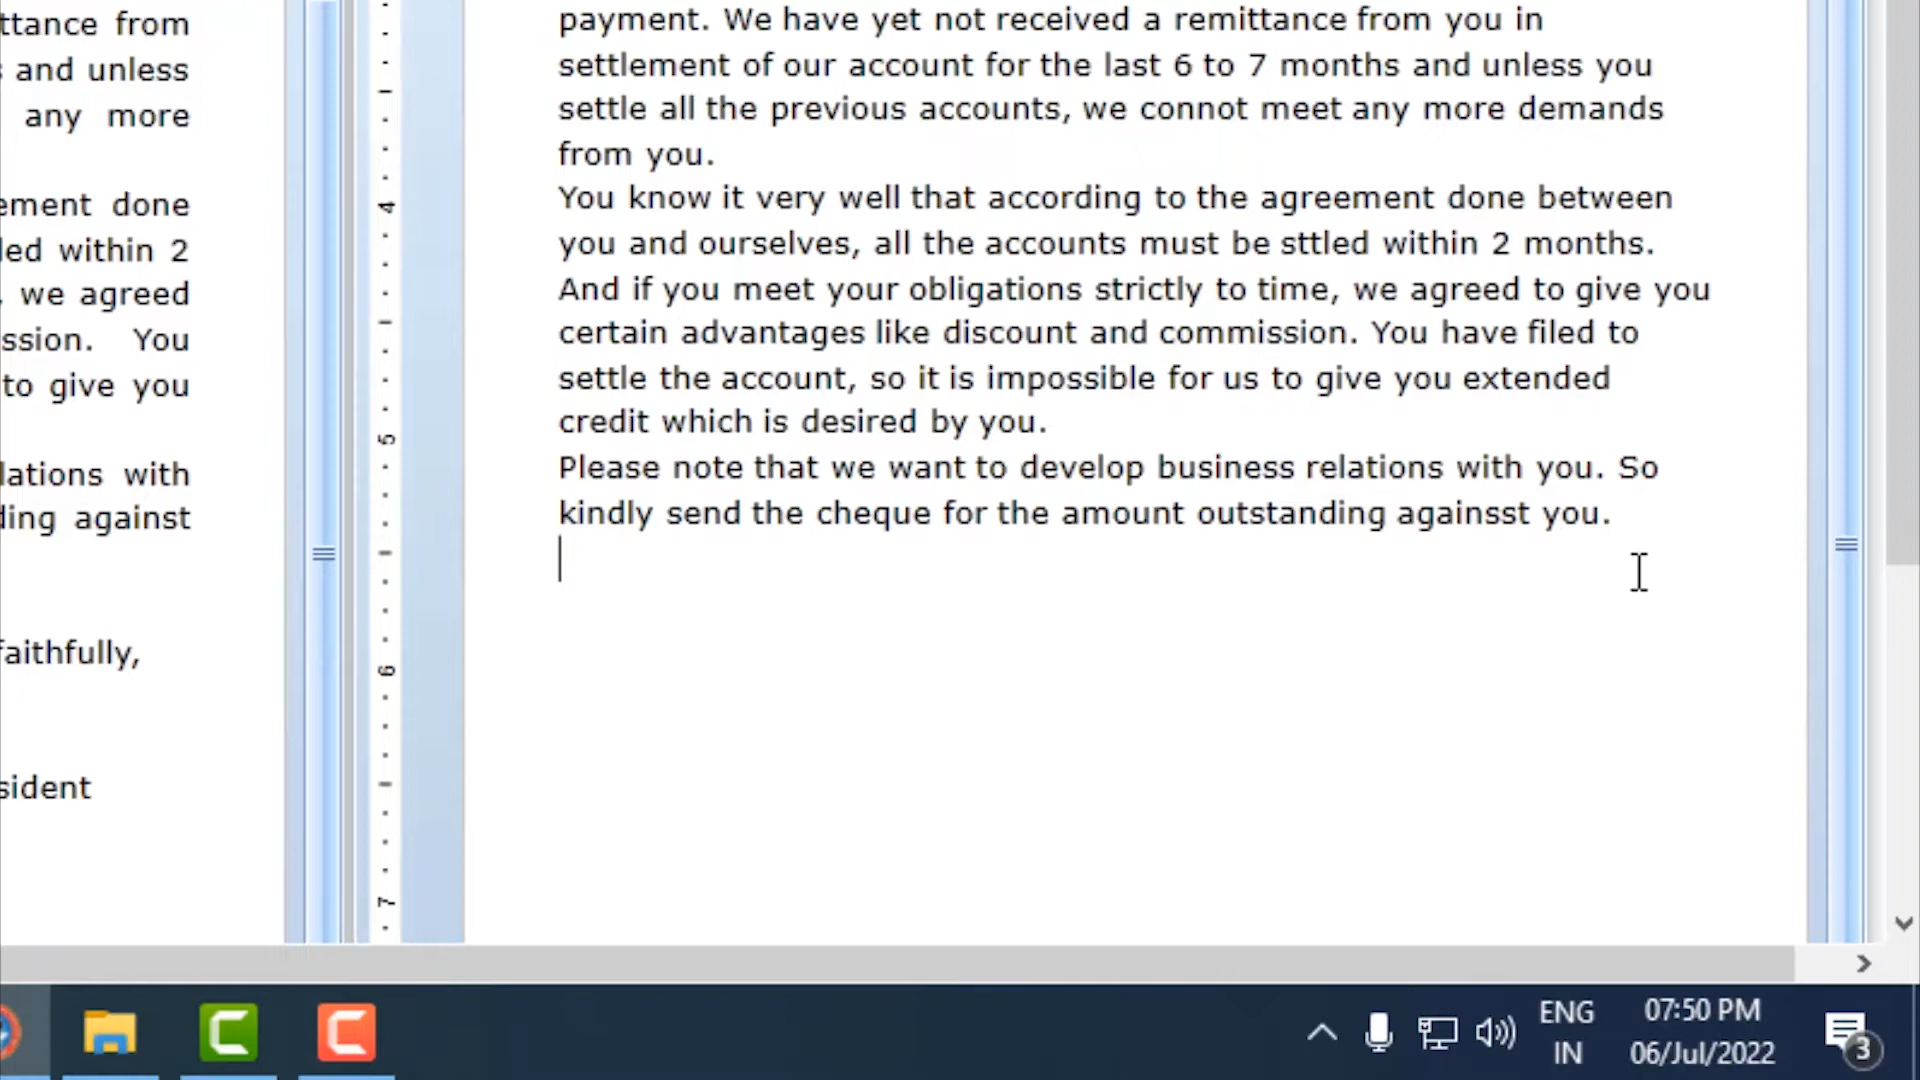 ttance from
and unless
any more
ement done
led within 2
, we agreed
ssion. You
to give you
lations with
ding against
faithfully,
sident
4
5
6
7
payment. We have yet not received a remittance from you in
settlement of our account for the last 6 to 7 months and unless you
settle all the previous accounts, we connot meet any more demands
from you.
You know it very well that according to the agreement done between
you and ourselves, all the accounts must be sttled within 2 months.
And if you meet your obligations strictly to time, we agreed to give you
certain advantages like discount and commission. You have filed to
settle the account, so it is impossible for us to give you extended
credit which is desired by you.
Please note that we want to develop business relations with you. So
kindly send the cheque for the amount outstanding againsst you.
ENG
IN
07:50 PM
06/Jul/2022
3